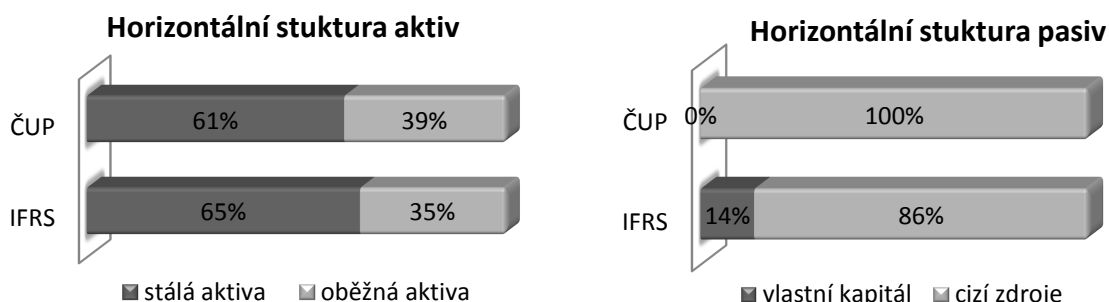 Horizontální stuktura aktiv
ČUP 61% 39%
IFRS 65% 35%
stálá aktiva oběžná aktiva
Horizontální stuktura pasiv
ČUP 0% 100%
IFRS 14% 86%
vlastní kapitál cizí zdroje